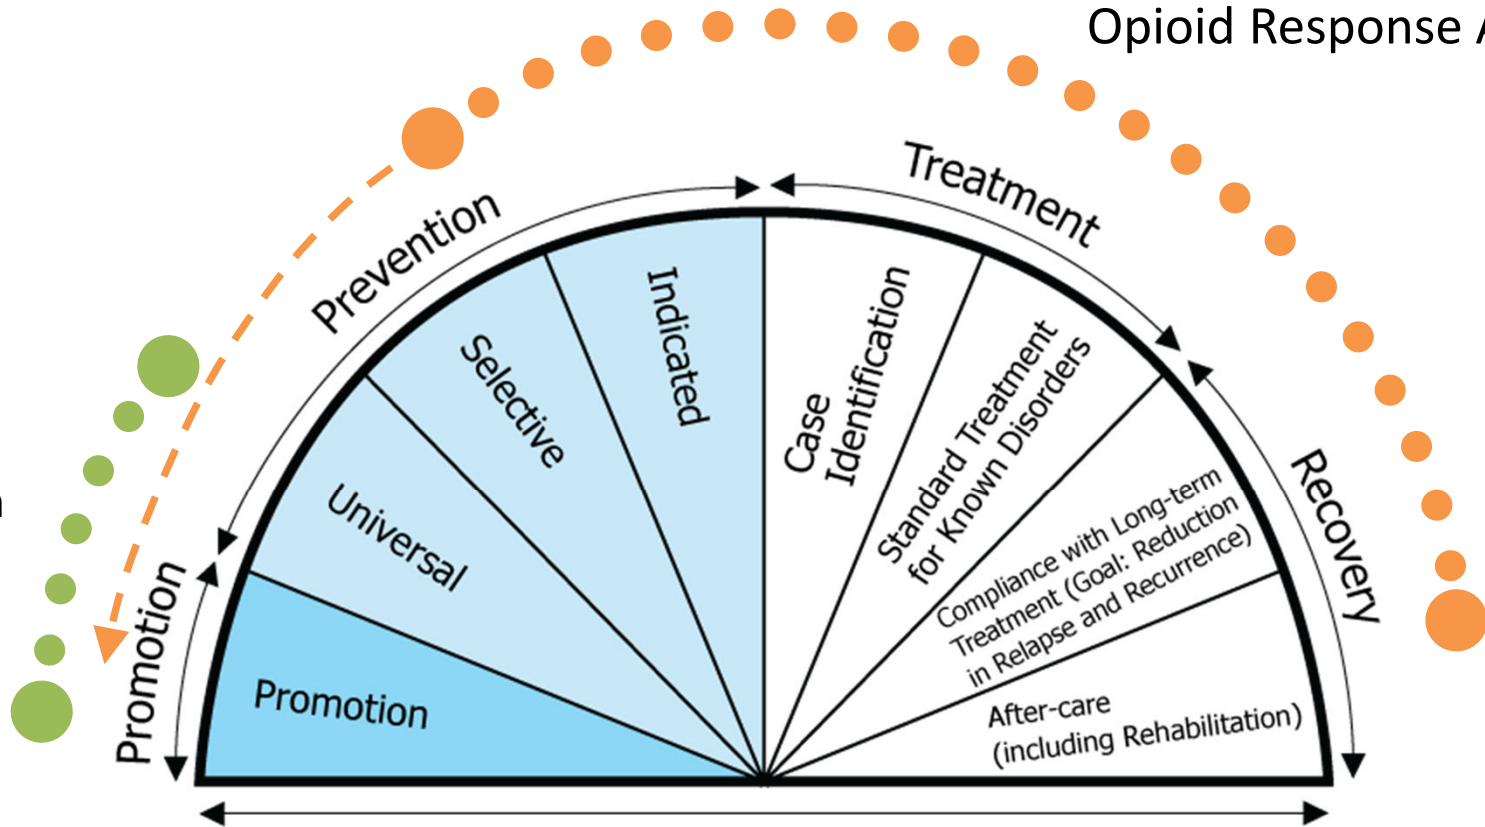 Opioid Response
Treatment
Prevention
Promotion
Recovery
Promotion
Universal
Selective
Indicated
Case
Identification
Standard Treatment
for Known Disorders
Compliance with Long-term
Treatment (Goal: Reduction
in Relapse and Recurrence)
After-care
(including Rehabilitation)